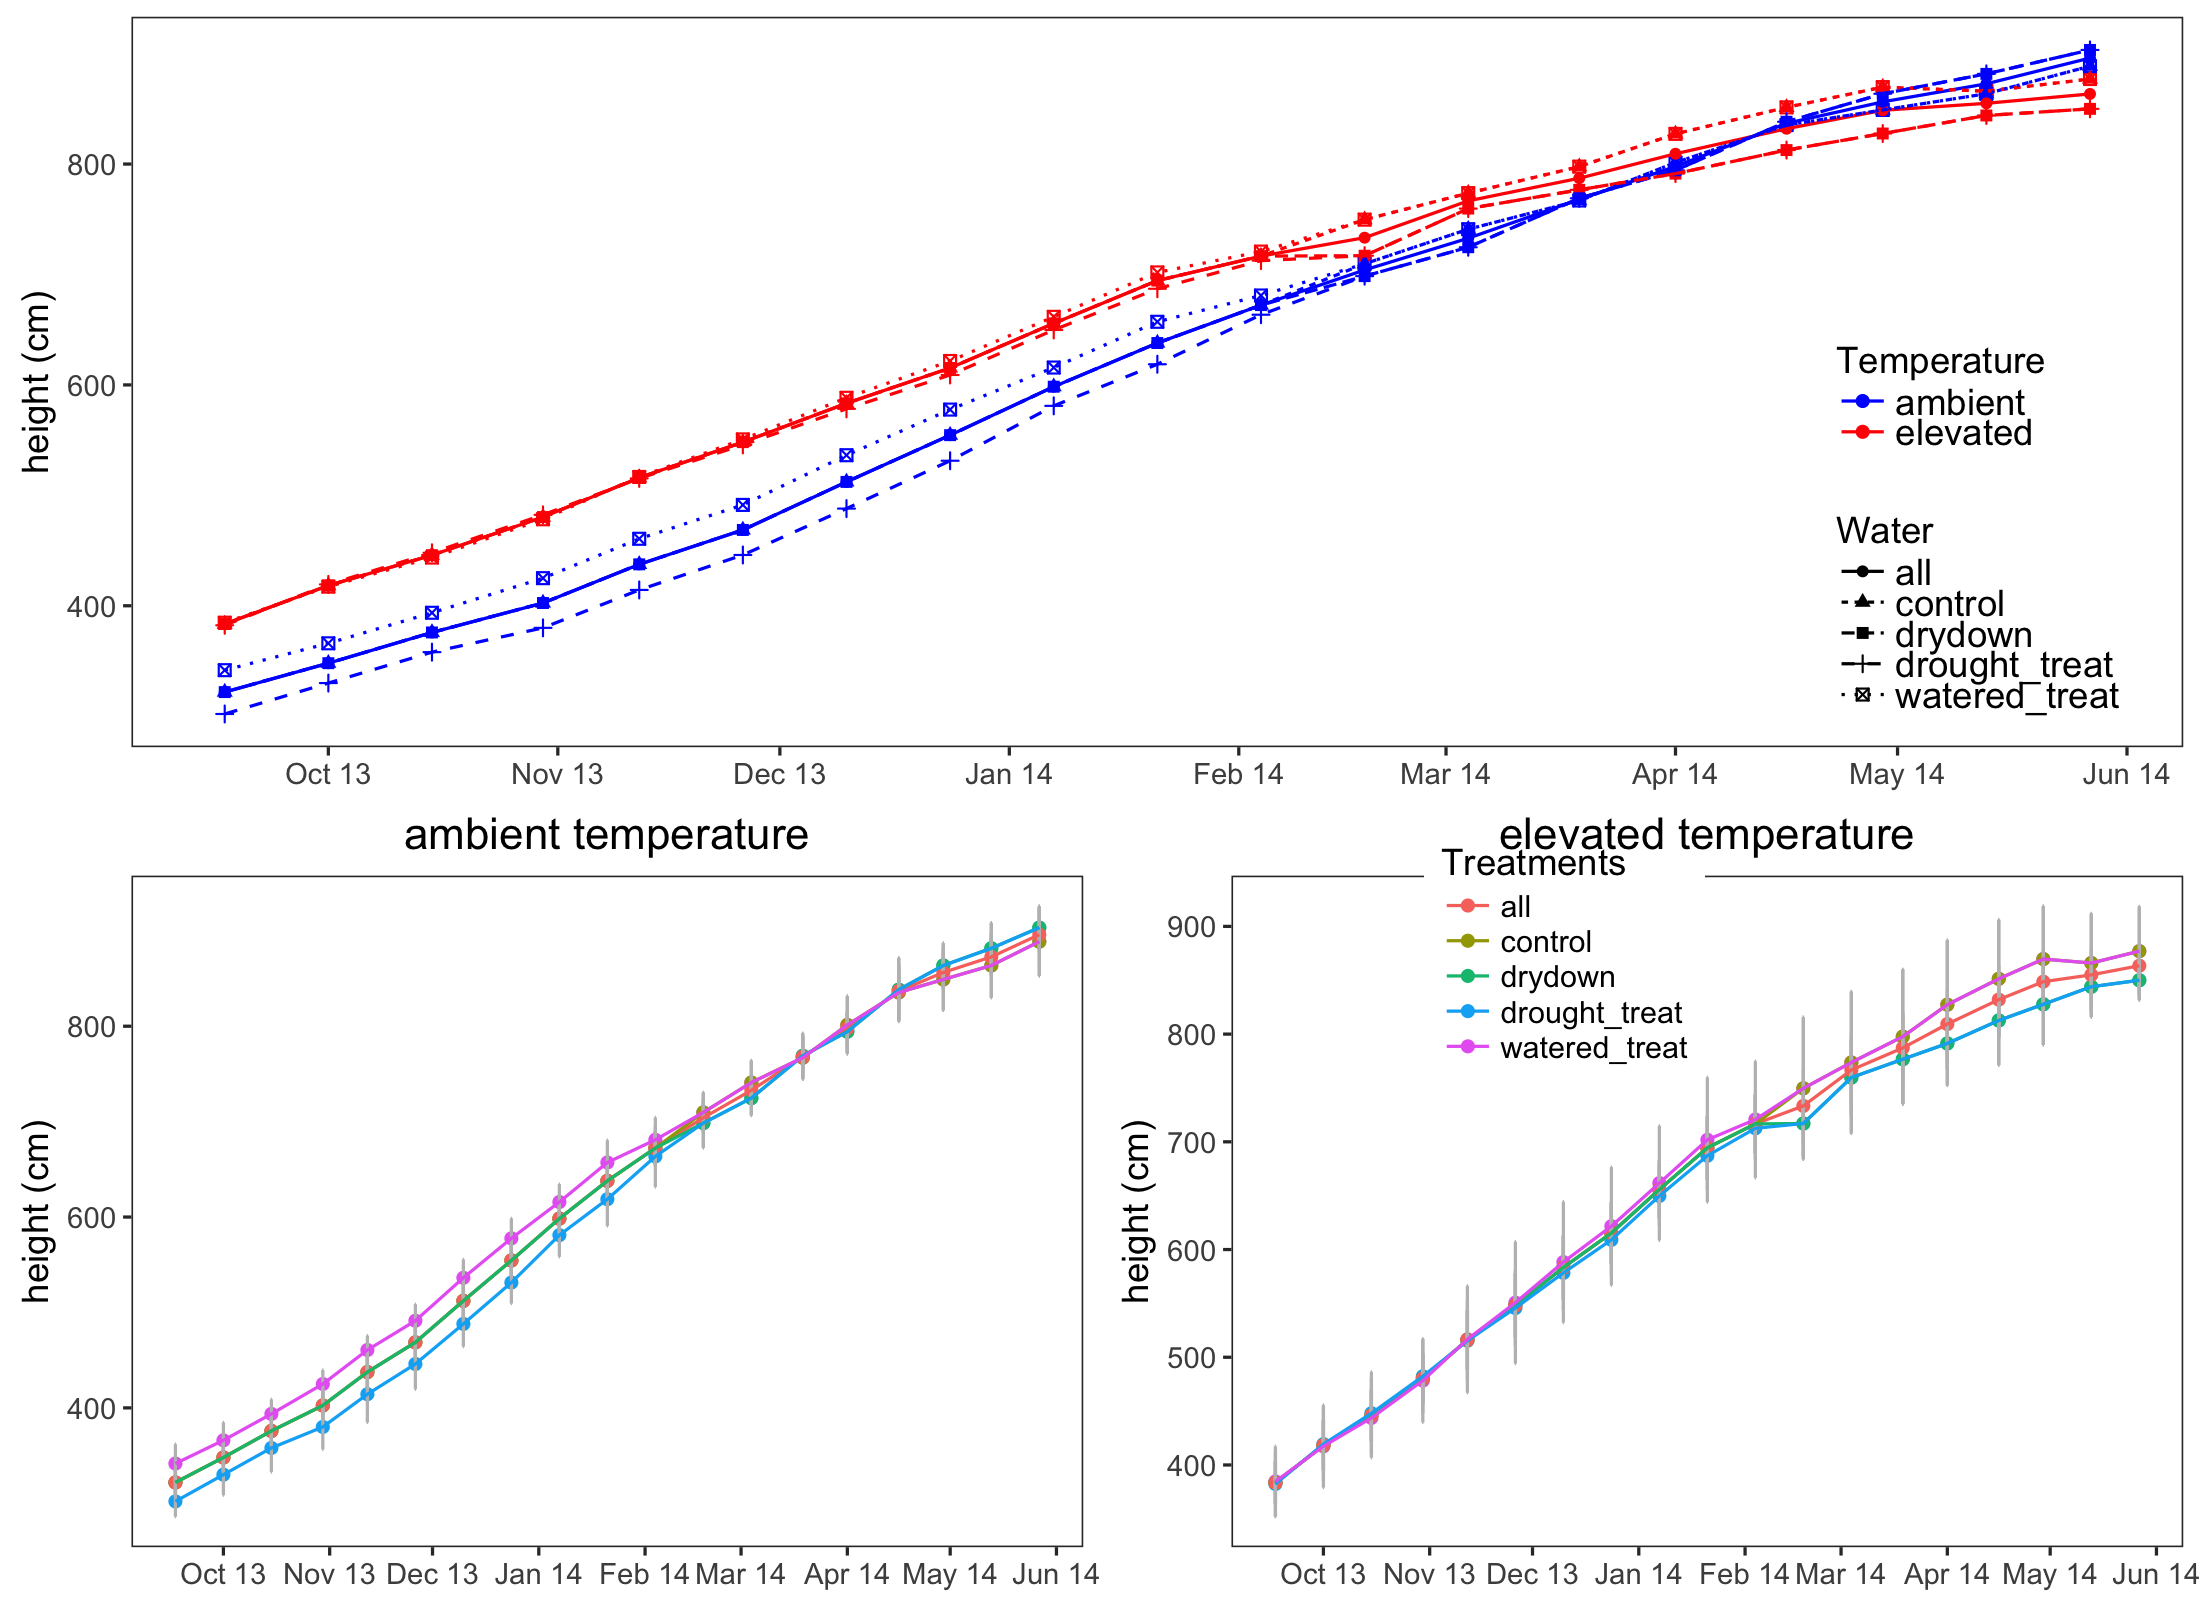 height (cm)
800
600
400
Temperature
ambient
elevated
Water
all
control
drydown
drought_treat
watered_treat
Oct 13 Nov 13 Dec 13 Jan 14 Feb 14 Mar 14 Apr 14 May 14 Jun 14
ambient temperature
height (cm)
800
600
400
Oct 13 Nov 13 Dec 13 Jan 14 Feb 14 Mar 14 Apr 14 May 14 Jun 14
elevated temperature
Treatments
all
control
drydown
drought_treat
watered_treat
height (cm)
900
800
700
600
500
400
Oct 13 Nov 13 Dec 13 Jan 14 Feb 14 Mar 14 Apr 14 May 14 Jun 14